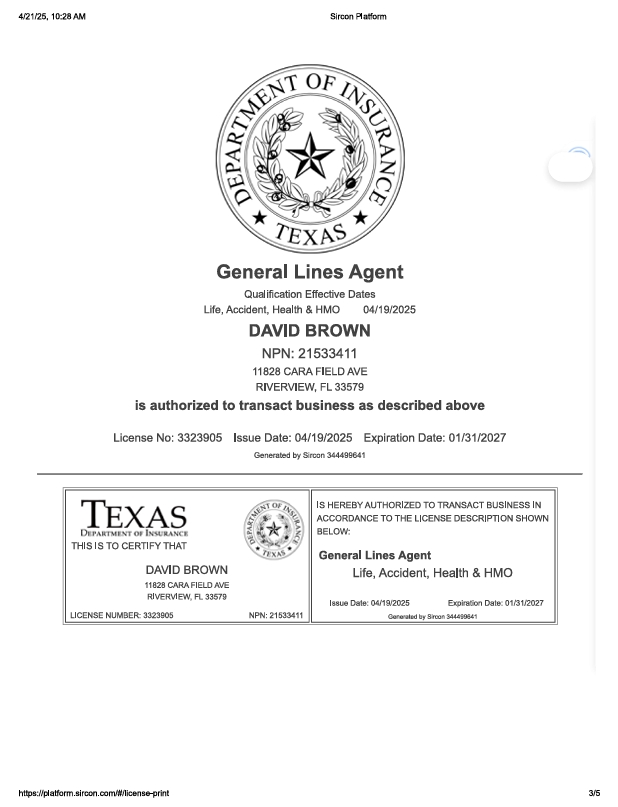 4/21/25, 10:28 AM Sircon Platform
DEPARTMENT OF INSURANCE
TEXAS
General Lines Agent
Qualification Effective Dates
Life, Accident, Health & HMO 04/19/2025
DAVID BROWN
NPN: 21533411
11828 CARA FIELD AVE
RIVERVIEW, FL 33579
is authorized to transact business as described above
License No: 3323905 Issue Date: 04/19/2025 Expiration Date: 01/31/2027
Generated by Sircon 344499641
TEXAS
DEPARTMENT OF INSURANCE
DEPARTMENT OF INSURANCE
TEXAS
THIS IS TO CERTIFY THAT
DAVID BROWN
11828 CARA FIELD AVE
RIVERVIEW, FL 33579
LICENSE NUMBER: 3323905 NPN: 21533411
IS HEREBY AUTHORIZED TO TRANSACT BUSINESS IN
ACCORDANCE TO THE LICENSE DESCRIPTION SHOWN
BELOW:
General Lines Agent
Life, Accident, Health & HMO
Issue Date: 04/19/2025 Expiration Date: 01/31/2027
Generated by Sircon 344499641
https://platform.sircon.com/#/license-print 3/5